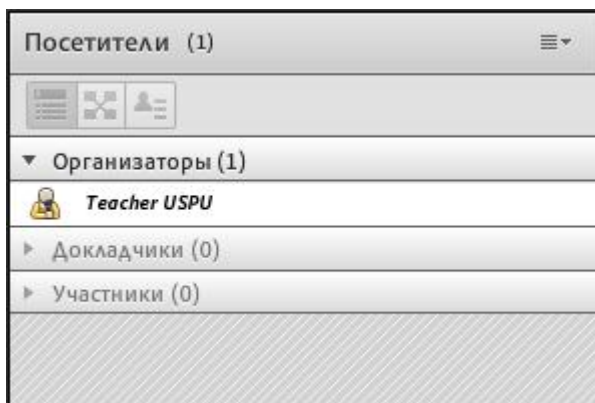 Посетители (1)
Организаторы (1)
Teacher USPU
Докладчики (0)
Участники (0)